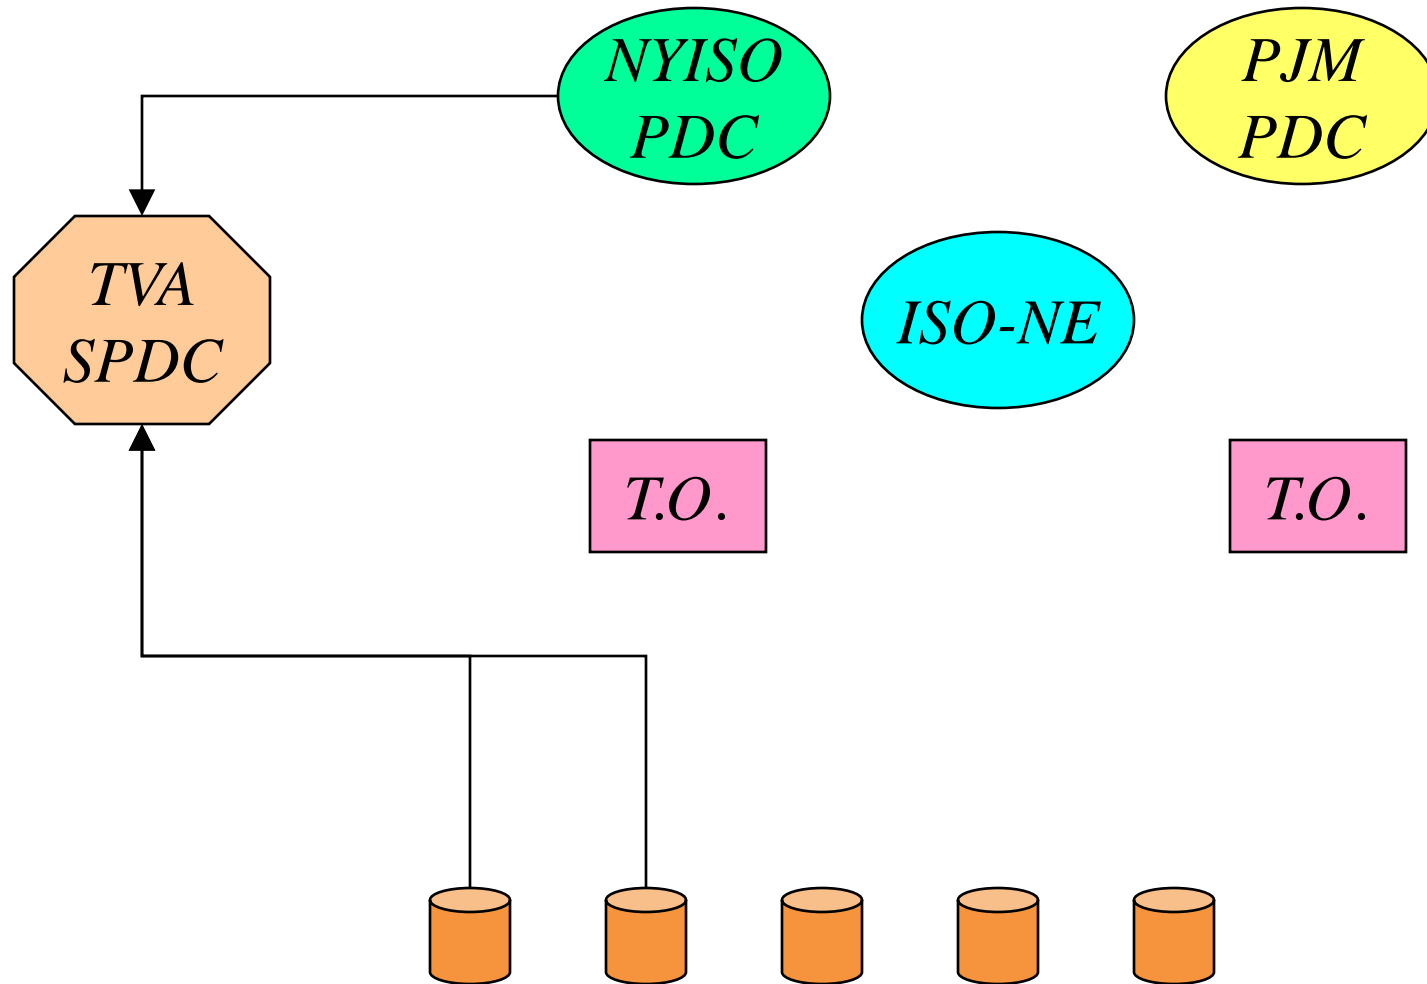 NYISO
PDC
PJM
PDC
TVA
SPDC
ISO-NE
T.O.
T.O.